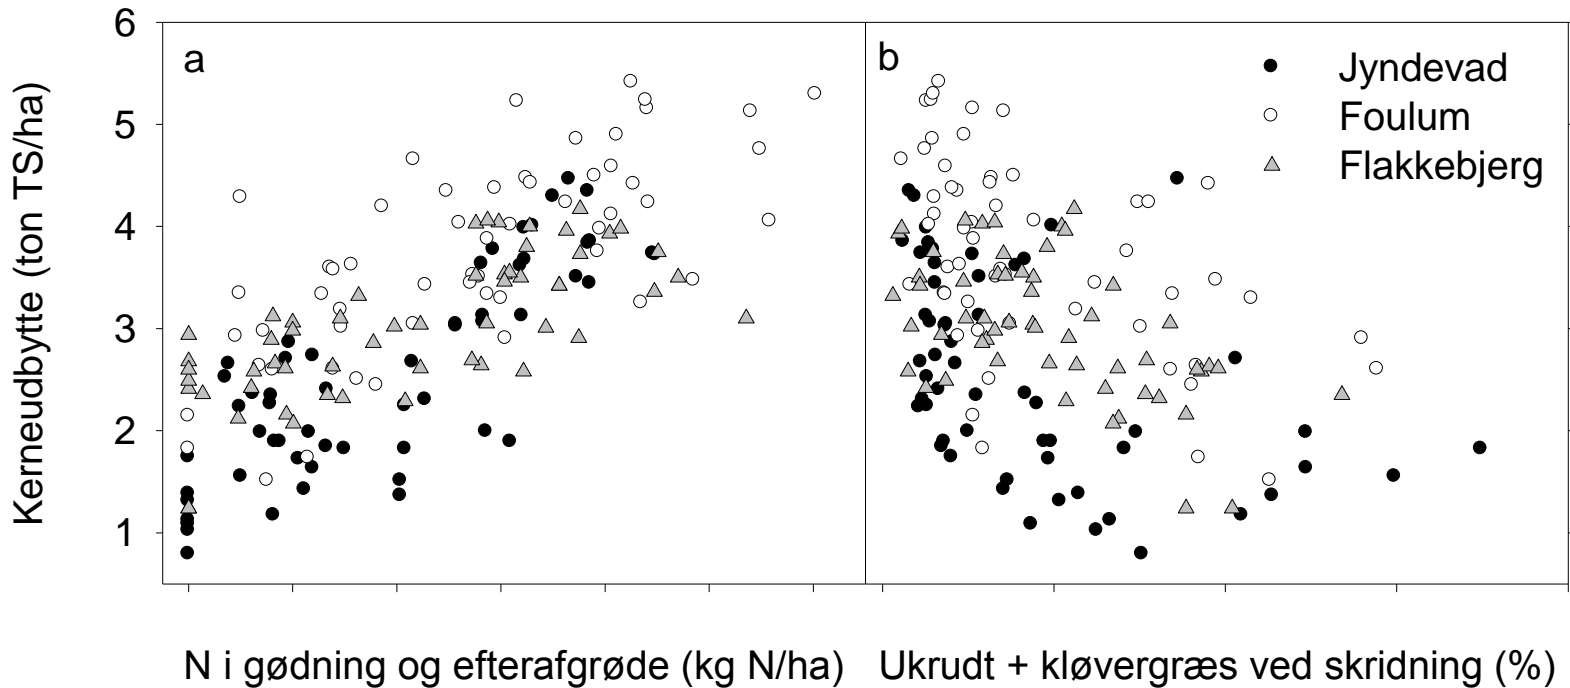 Kerneudbytte (ton TS/ha)
6
5
4
3
2
1
a
b
Jyndevad
Foulum
Flakkebjerg
N i gødning og efterafgrøde (kg N/ha)
Ukrudt + kløvergræs ved skridning (%)